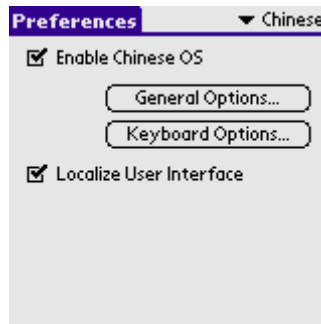 Preferences ▼ Chinese
Enable Chinese OS
General Options...
Keyboard Options...
Localize User Interface